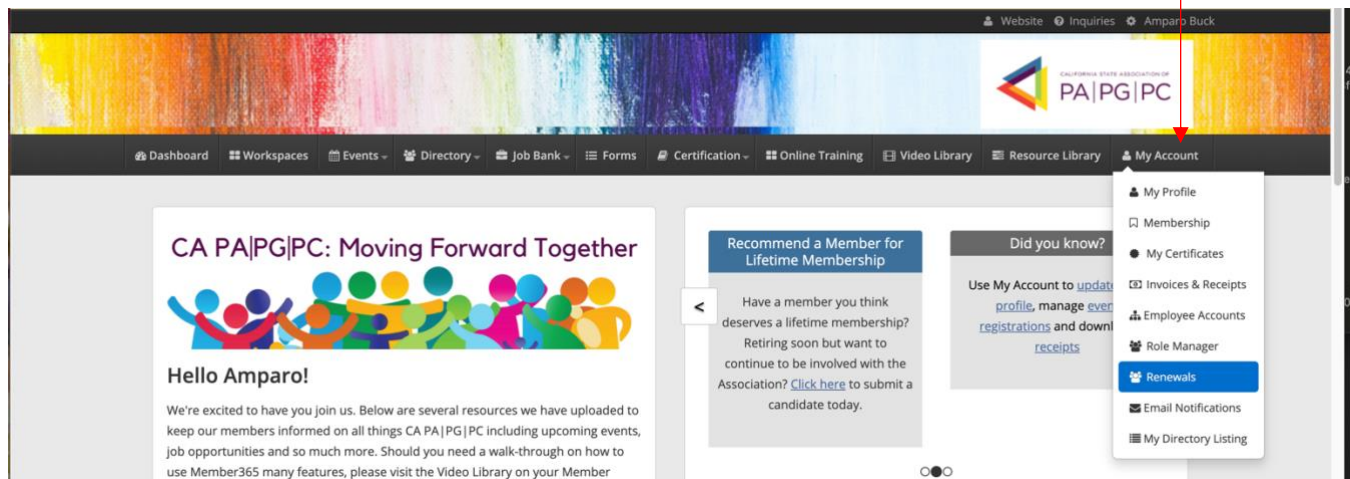 Website Inquiries Amparo Buck
CALIFORNIA STATE ASSOCIATION OF
PA|PG|PC
Dashboard Workspaces Events Directory Job Bank Forms Certification Online Training Video Library Resource Library My Account
My Profile
Membership
My Certificates
Invoices & Receipts
Employee Accounts
Role Manager
Renewals
Email Notifications
My Directory Listing
CA PA|PG|PC: Moving Forward Together
Hello Amparo!
We're excited to have you join us. Below are several resources we have uploaded to
keep our members informed on all things CA PA|PG|PC including upcoming events,
job opportunities and so much more. Should you need a walk-through on how to
use Member365 many features, please visit the Video Library on your Member
<
Recommend a Member for
Lifetime Membership
Have a member you think
deserves a lifetime membership?
Retiring soon but want to
continue to be involved with the
Association? Click here to submit a
candidate today.
Did you know?
Use My Account to
profile, manage
registrations and
receipts